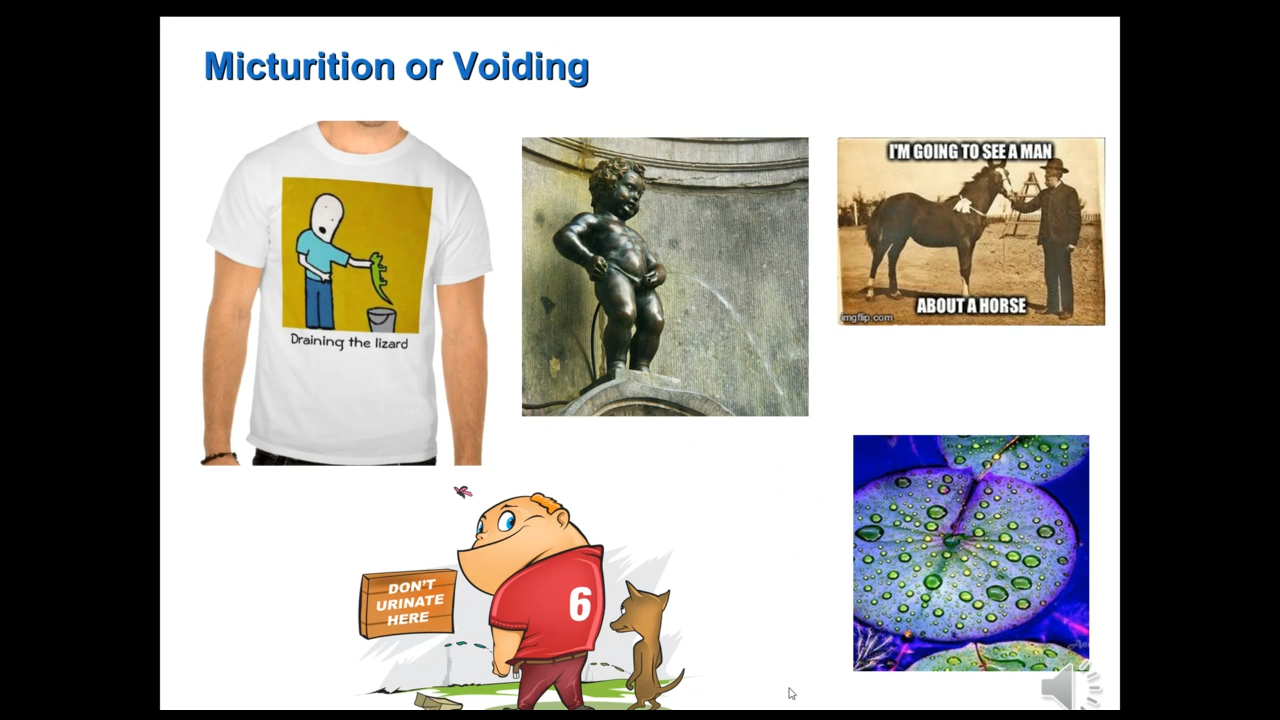 Micturition or Voiding
Draining the lizard
I'M GOING TO SEE A MAN
ABOUT A HORSE
imgflip.com
DON'T
URINATE
HERE
6